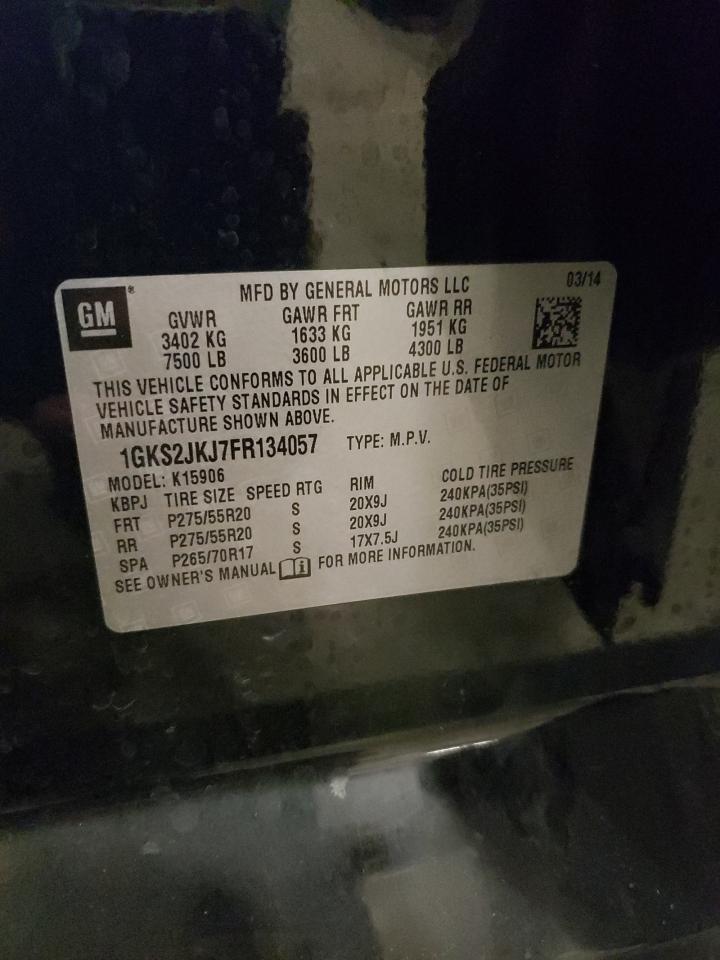 GM
MFD BY GENERAL MOTORS LLC 03/14
GVWR GAWR FRT GAWR RR
3402 KG 1633 KG 1951 KG
7500 LB 3600 LB 4300 LB
THIS VEHICLE CONFORMS TO ALL APPLICABLE U.S. FEDERAL MOTOR
VEHICLE SAFETY STANDARDS IN EFFECT ON THE DATE OF
MANUFACTURE SHOWN ABOVE.
1GKS2JKJ7FR134057 TYPE: M.P.V.
MODEL: K15906
KBPJ TIRE SIZE SPEED RTG RIM COLD TIRE PRESSURE
FRT P275/55R20 S 20X9J 240KPA(35PSI)
RR P275/55R20 S 20X9J 240KPA(35PSI)
SPA P265/70R17 S 17X7.5J 240KPA(35PSI)
SEE OWNER'S MANUAL FOR MORE INFORMATION.